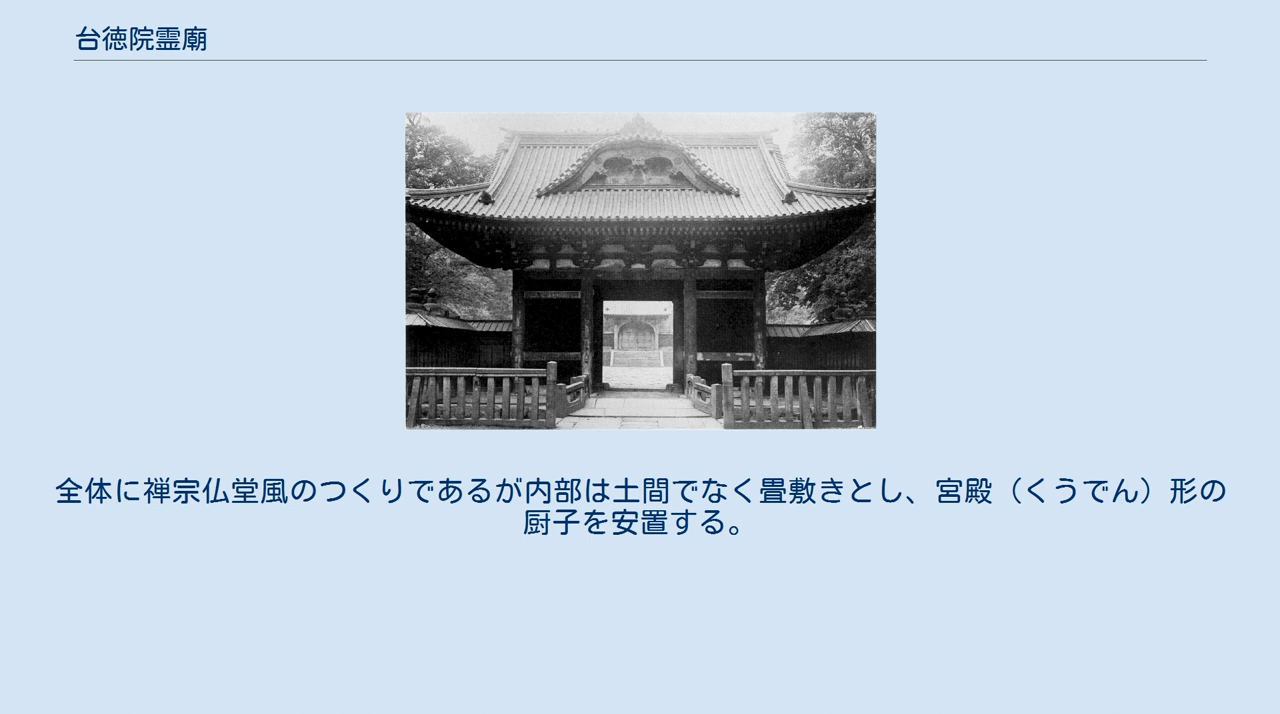 台徳院霊廟
全体に禅宗仏堂風のつくりであるが内部は土間でなく畳敷きとし、宮殿（くうでん）形の
厨子を安置する。